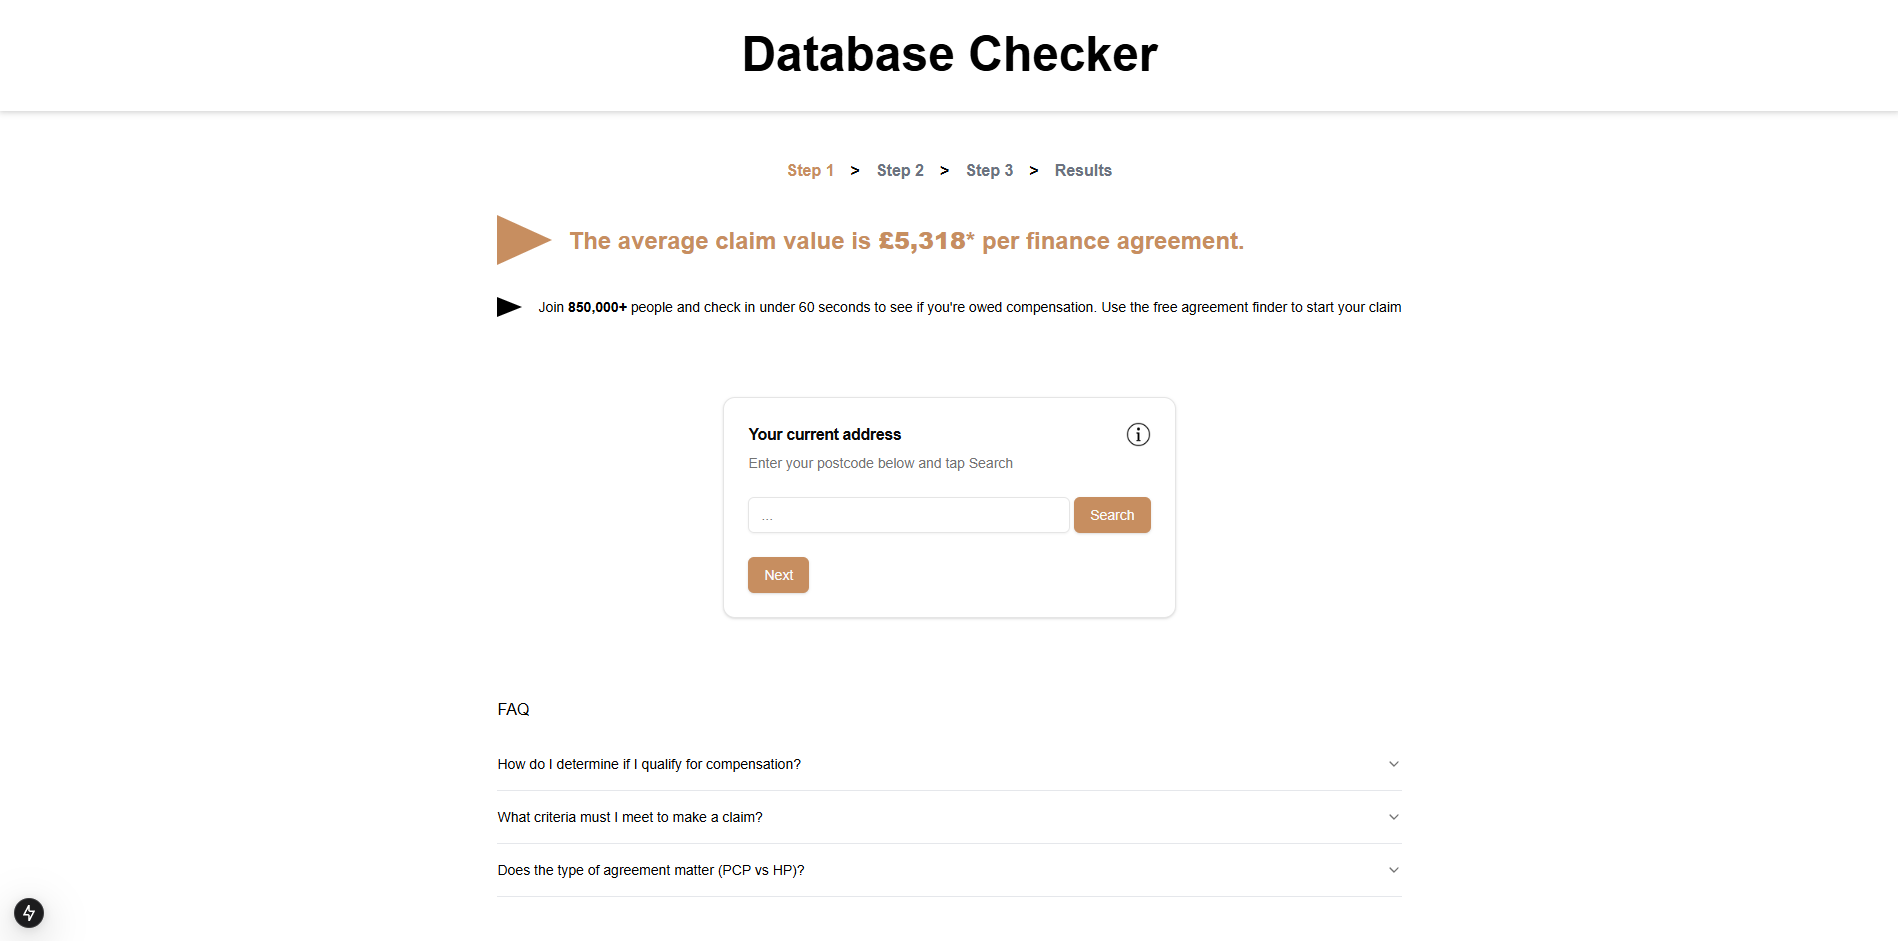 Database Checker
Step 1 > Step 2 > Step 3 > Results
The average claim value is £5,318* per finance agreement.
Join 850,000+ people and check in under 60 seconds to see if you're owed compensation. Use the free agreement finder to start your claim
Your current address
Enter your postcode below and tap Search
...
Search
Next
FAQ
How do I determine if I qualify for compensation?
What criteria must I meet to make a claim?
Does the type of agreement matter (PCP vs HP)?